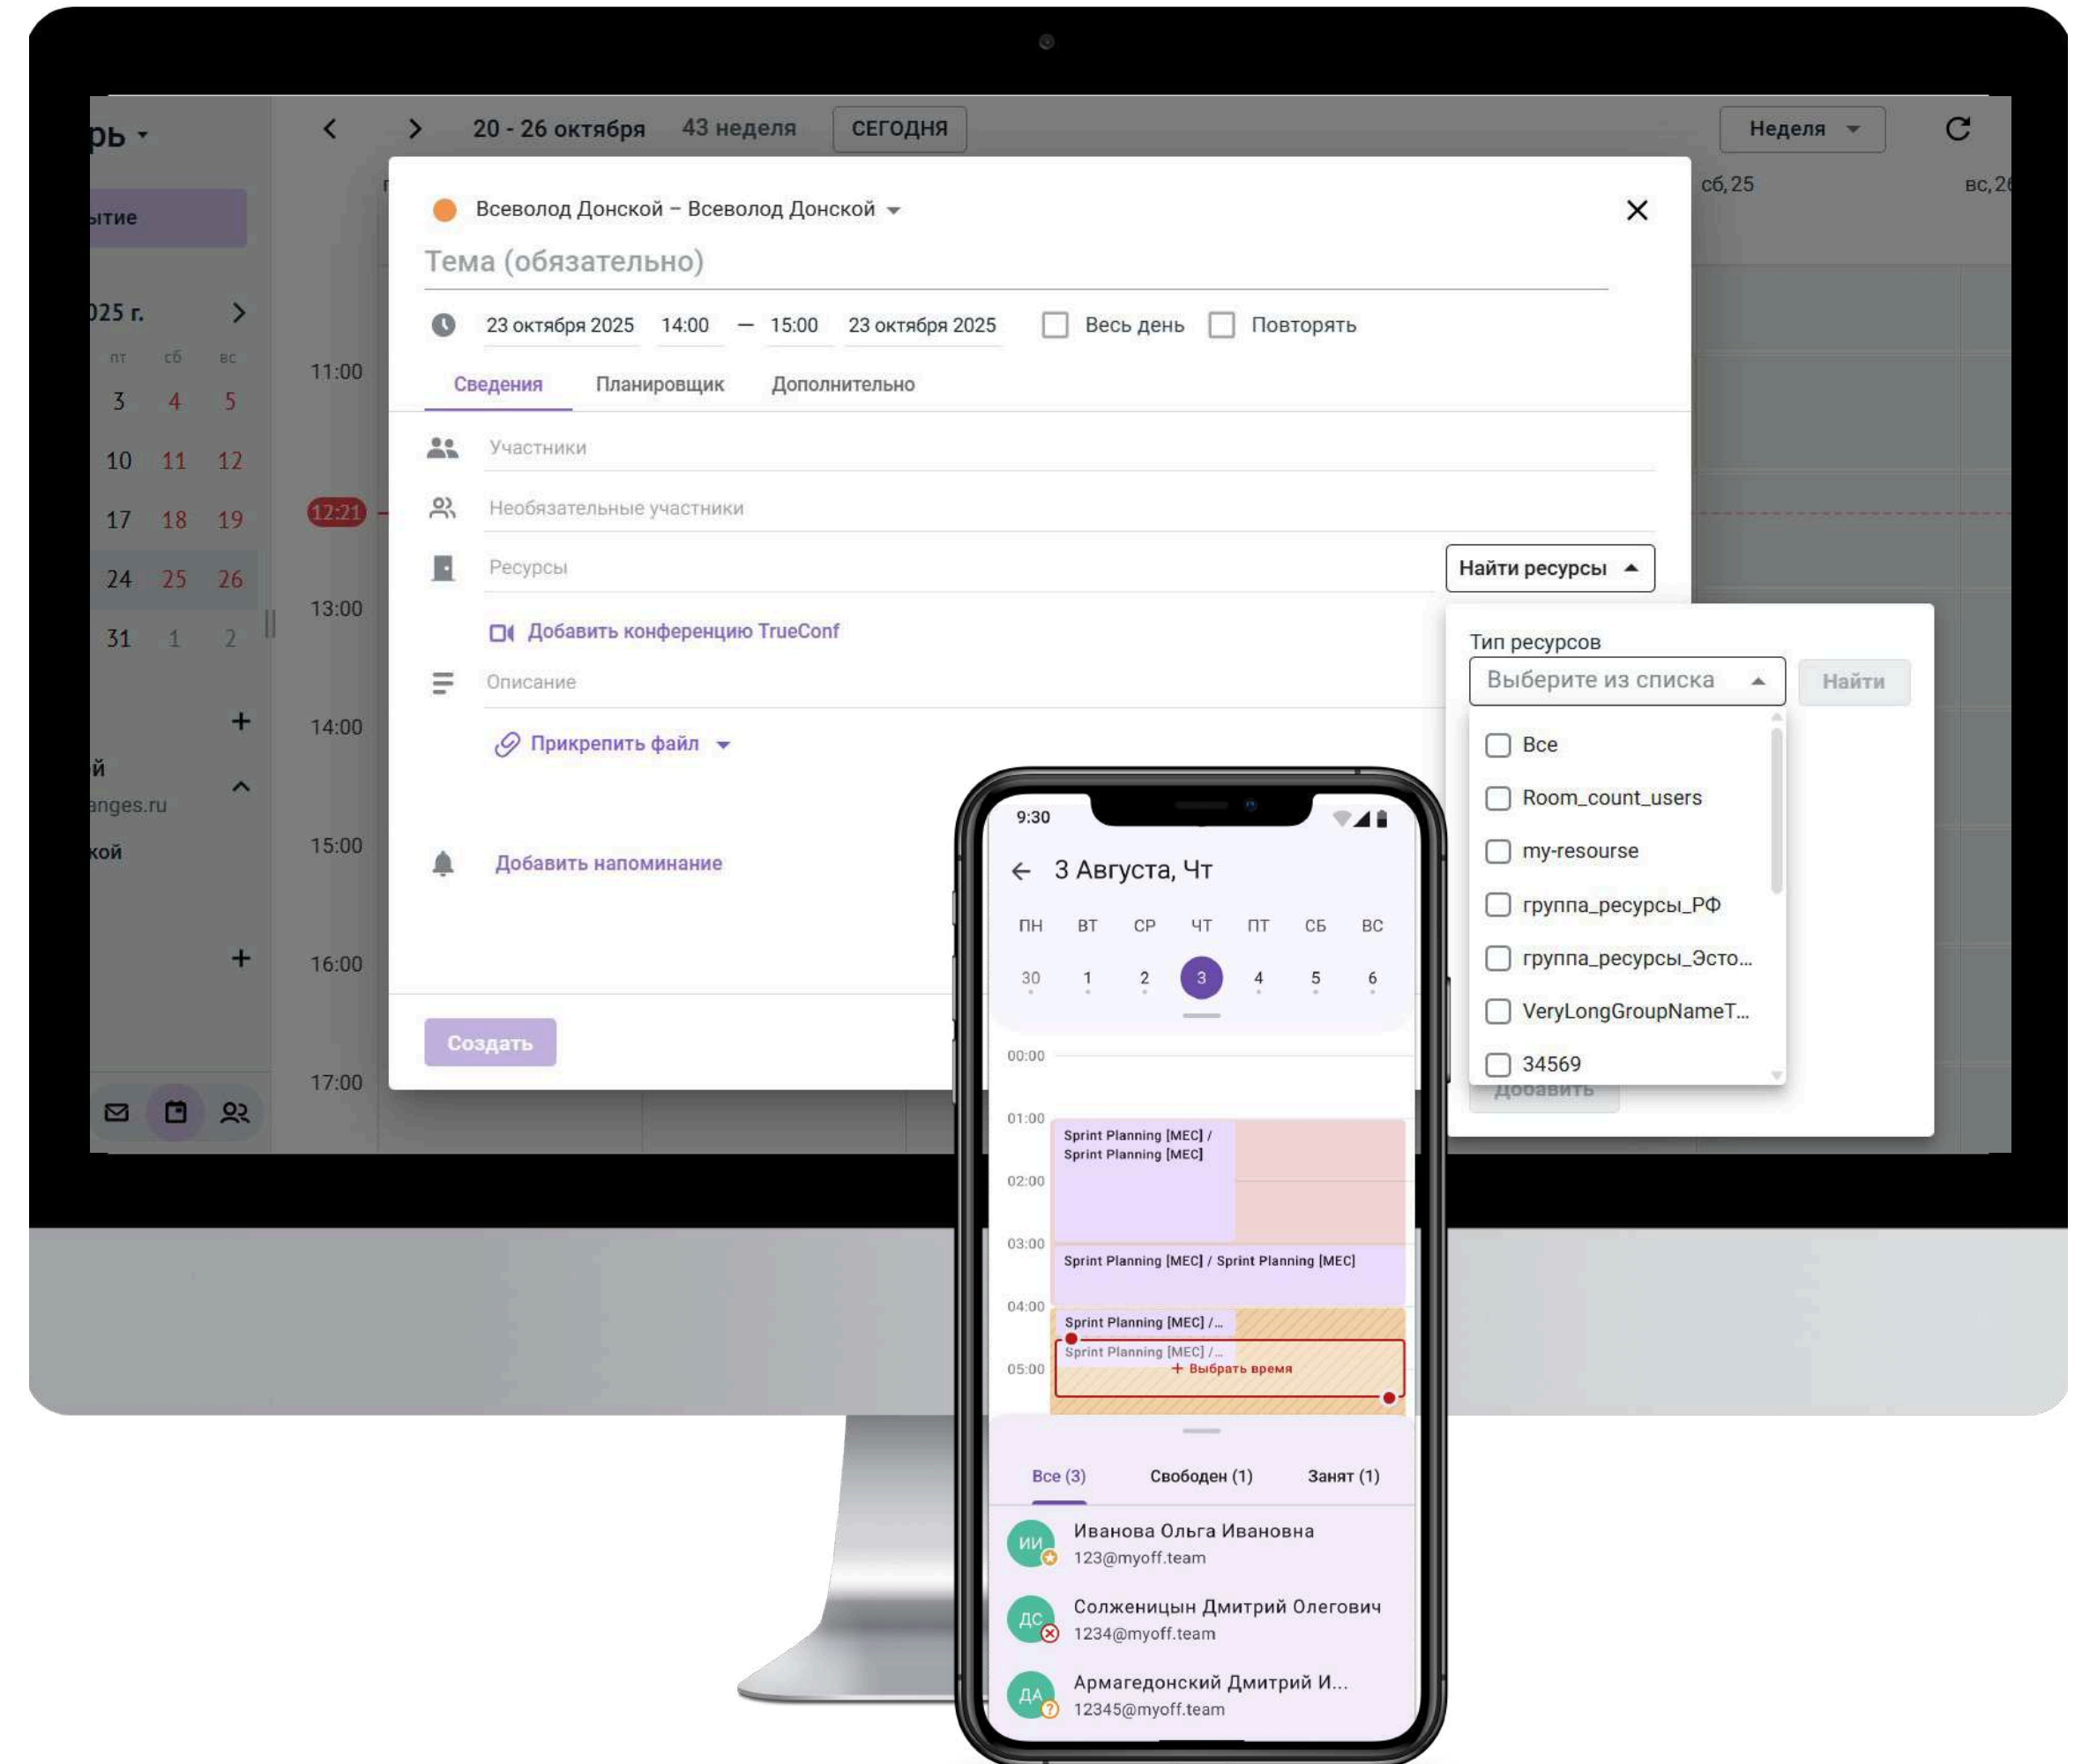 20 - 26 октября 43 неделя СЕГОДНЯ Неделя
сб, 25
025 г.
пт сб вс
3 4 5
10 11 12
17 18 19
24 25 26
31 1 2
anges.ru
11:00
12:21
13:00
14:00
15:00
16:00
17:00
Всеволод Донской – Всеволод Донской
Тема (обязательно)
23 октября 2025 14:00 — 15:00 23 октября 2025 Весь день Повторять
Сведения Планировщик Дополнительно
Участники
Необязательные участники
Ресурсы
Найти ресурсы
Добавить конференцию TrueConf
Описание
Прикрепить файл
Добавить напоминание
Создать
Тип ресурсов
Выберите из списка Найти
Все
Room_count_users
my-resourse
группа_ресурсы_РФ
группа_ресурсы_Эсто...
VeryLongGroupNameT...
34569
Добавить
9:30
3 Августа, Чт
ПН ВТ СР ЧТ ПТ СБ ВС
30 1 2 3 4 5 6
00:00
01:00
Sprint Planning [MEC] /
Sprint Planning [MEC]
02:00
03:00
Sprint Planning [MEC] / Sprint Planning [MEC]
04:00
Sprint Planning [MEC] /...
Sprint Planning [MEC] /...
05:00
+ Выбрать время
Все (3) Свободен (1) Занят (1)
ИИ
Иванова Ольга Ивановна
123@myoff.team
ДС
Солженицын Дмитрий Олегович
1234@myoff.team
ДА
Армагедонский Дмитрий И...
12345@myoff.team